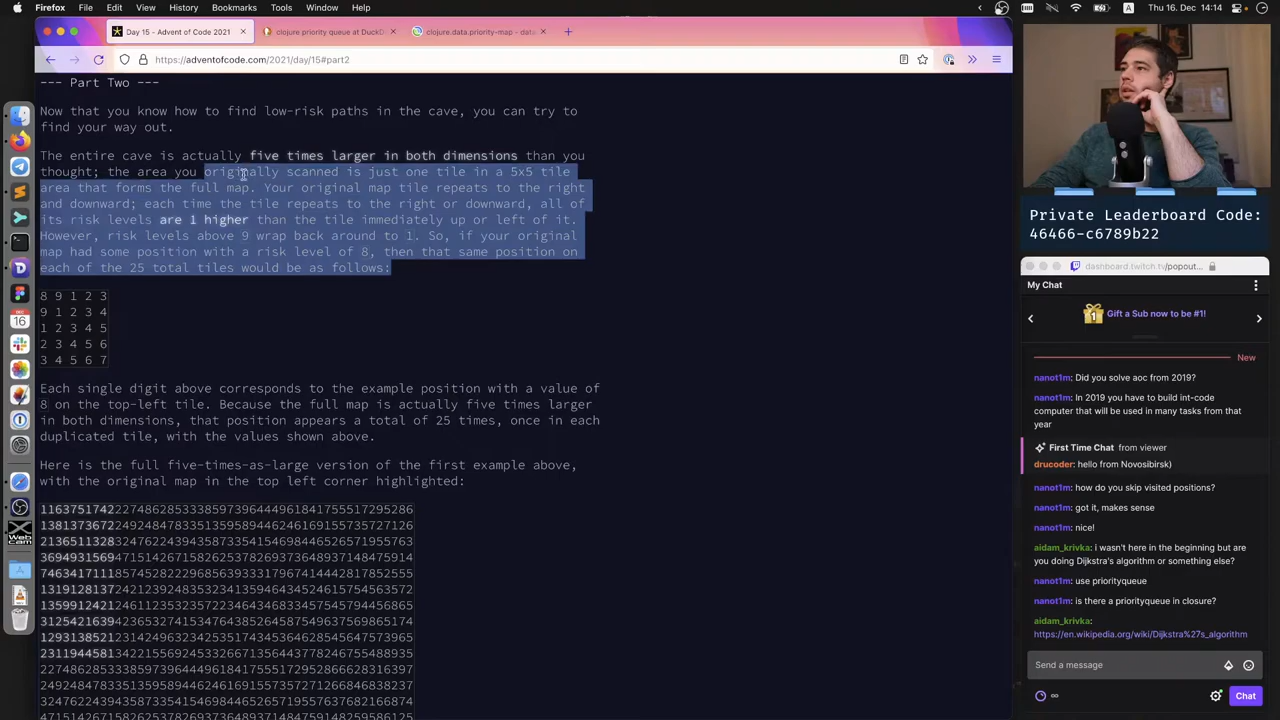 Firefox File Edit View History Bookmarks Tools Window Help
Thu 16. Dec 14:14
Day 15 - Advent of Code 2021
clojure priority queue at DuckD
clojure.data.priority-map - data
https://adventofcode.com/2021/day/15#part2
--- Part Two ---
Now that you know how to find low-risk paths in the cave, you can try to
find your way out.
The entire cave is actually five times larger in both dimensions than you
thought; the area you originally scanned is just one tile in a 5x5 tile
area that forms the full map. Your original map tile repeats to the right
and downward; each time the tile repeats to the right or downward, all of
its risk levels are 1 higher than the tile immediately up or left of it.
However, risk levels above 9 wrap back around to 1. So, if your original
map had some position with a risk level of 8, then that same position on
each of the 25 total tiles would be as follows:
8 9 1 2 3
9 1 2 3 4
1 2 3 4 5
2 3 4 5 6
3 4 5 6 7
Each single digit above corresponds to the example position with a value of
8 on the top-left tile. Because the full map is actually five times larger
in both dimensions, that position appears a total of 25 times, once in each
duplicated tile, with the values shown above.
Here is the full five-times-as-large version of the first example above,
with the original map in the top left corner highlighted:
11637517422274862853338597396444961841755517295286
13813736722492484783351359589446246169155735727126
21365113283247622439435873354154698446526571955763
36949315694715142671582625378269373648937148475914
74634171118574528222968563933317967414442817852555
13191281372421239248353234135946434524615754563572
13599124212461123532357223464346833457545794456865
31254216394236532741534764385264587549637569865174
12931385212314249632342535174345364628545647573965
23119445813422155692453326671356443778246755488935
22748628533385973964449618417555172952866628316397
24924847833513595894462461691557357271266846838237
32476224394358733541546984465265719557637682166874
47151426715826253782693736489371484759148259586125
Private Leaderboard Code:
46466-c6789b22
dashboard.twitch.tv/popout…
My Chat
Gift a Sub now to be #1!
New
nanot1m: Did you solve aoc from 2019?
nanot1m: In 2019 you have to build int-code
computer that will be used in many tasks from that
year
First Time Chat from viewer
drucoder: hello from Novosibirsk)
nanot1m: how do you skip visited positions?
nanot1m: got it, makes sense
nanot1m: nice!
aidam_krivka: i wasn't here in the beginning but are
you doing Dijkstra's algorithm or something else?
nanot1m: use priorityqueue
nanot1m: is there a priorityqueue in closure?
aidam_krivka:
https://en.wikipedia.org/wiki/Dijkstra%27s_algorithm
Send a message
Chat